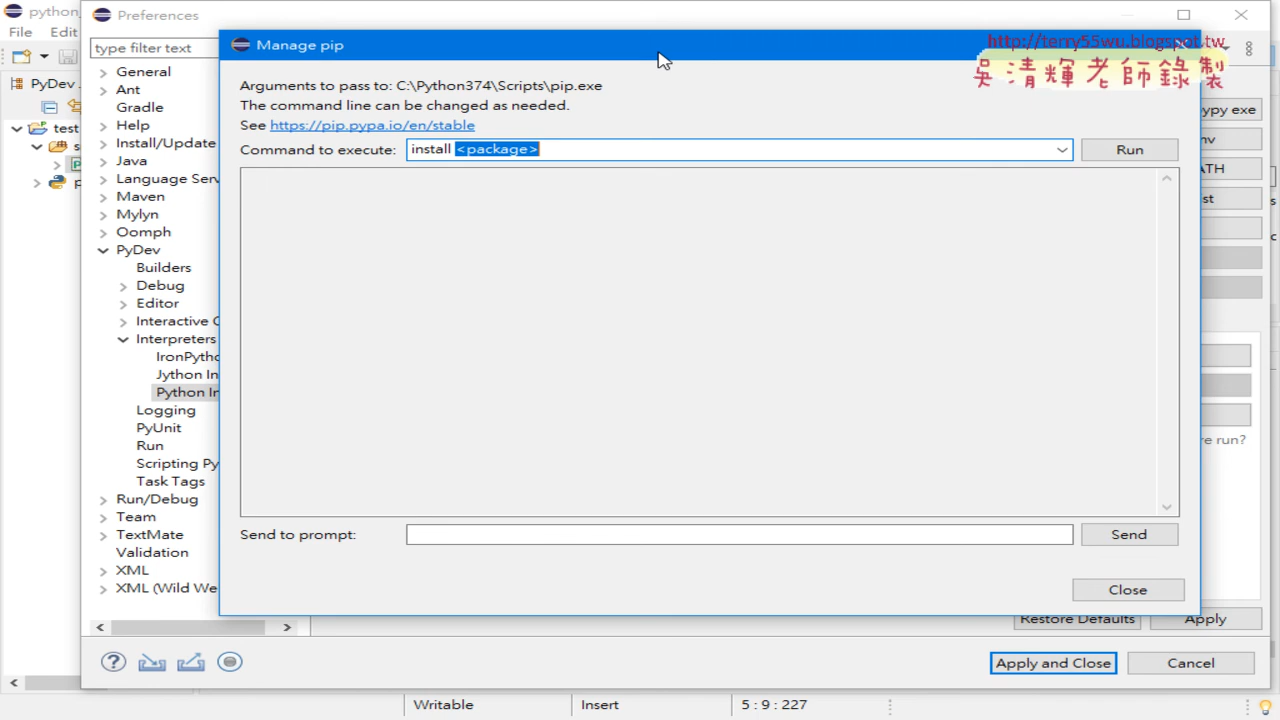 python_
Preferences
File Edit
type filter text
Manage pip
http://terry55wu.blogspot.tw
吳清輝老師錄製
PyDev
General
Ant
Gradle
Help
Install/Update
Java
Language Serv
Maven
Mylyn
Oomph
PyDev
Builders
Debug
Editor
Interactive C
Interpreters
IronPytho
Jython In
Python In
Logging
PyUnit
Run
Scripting Py
Task Tags
Run/Debug
Team
TextMate
Validation
XML
XML (Wild We
test
s
p
Arguments to pass to: C:\Python374\Scripts\pip.exe
The command line can be changed as needed.
See https://pip.pypa.io/en/stable
Command to execute: install <package> Run
Send to prompt: Send
Close
ypy exe
nv
ATH
st
s
c
re run?
Restore Defaults Apply
Apply and Close Cancel
Writable Insert 5 : 9 : 227